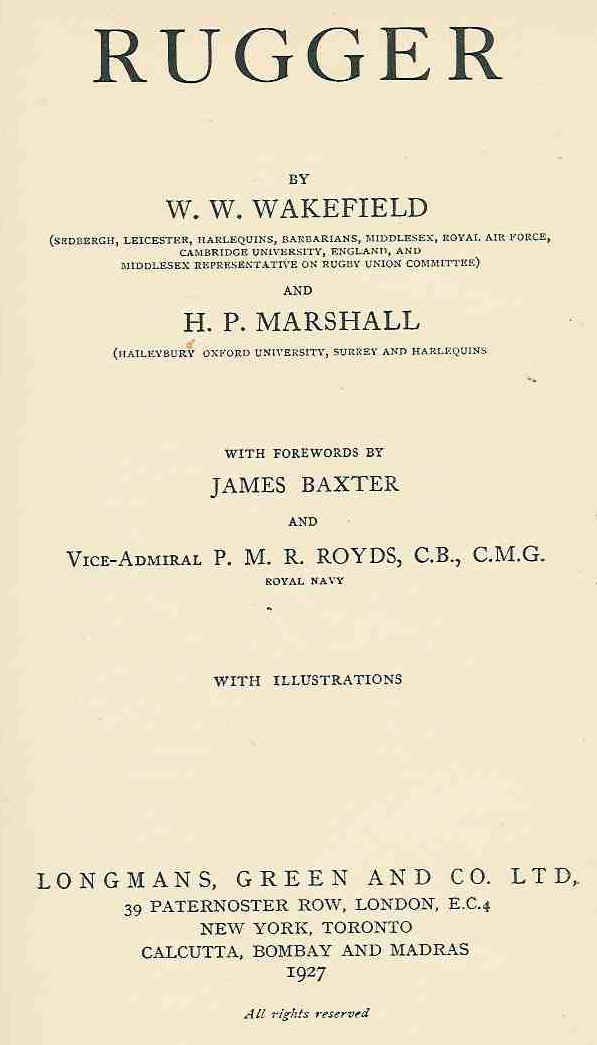 RUGGER
BY
W. W. WAKEFIELD
(SEDBERGH, LEICESTER, HARLEQUINS, BARBARIANS, MIDDLESEX, ROYAL AIR FORCE,
CAMBRIDGE UNIVERSITY, ENGLAND, AND
MIDDLESEX REPRESENTATIVE ON RUGBY UNION COMMITTEE)
AND
H. P. MARSHALL
(HAILEYBURY OXFORD UNIVERSITY, SURREY AND HARLEQUINS
WITH FOREWORDS BY
JAMES BAXTER
AND
VICE-ADMIRAL P. M. R. ROYDS, C.B., C.M.G.
ROYAL NAVY
WITH ILLUSTRATIONS
LONGMANS, GREEN AND CO. LTD.
39 PATERNOSTER ROW, LONDON, E.C.4
NEW YORK, TORONTO
CALCUTTA, BOMBAY AND MADRAS
1927
All rights reserved